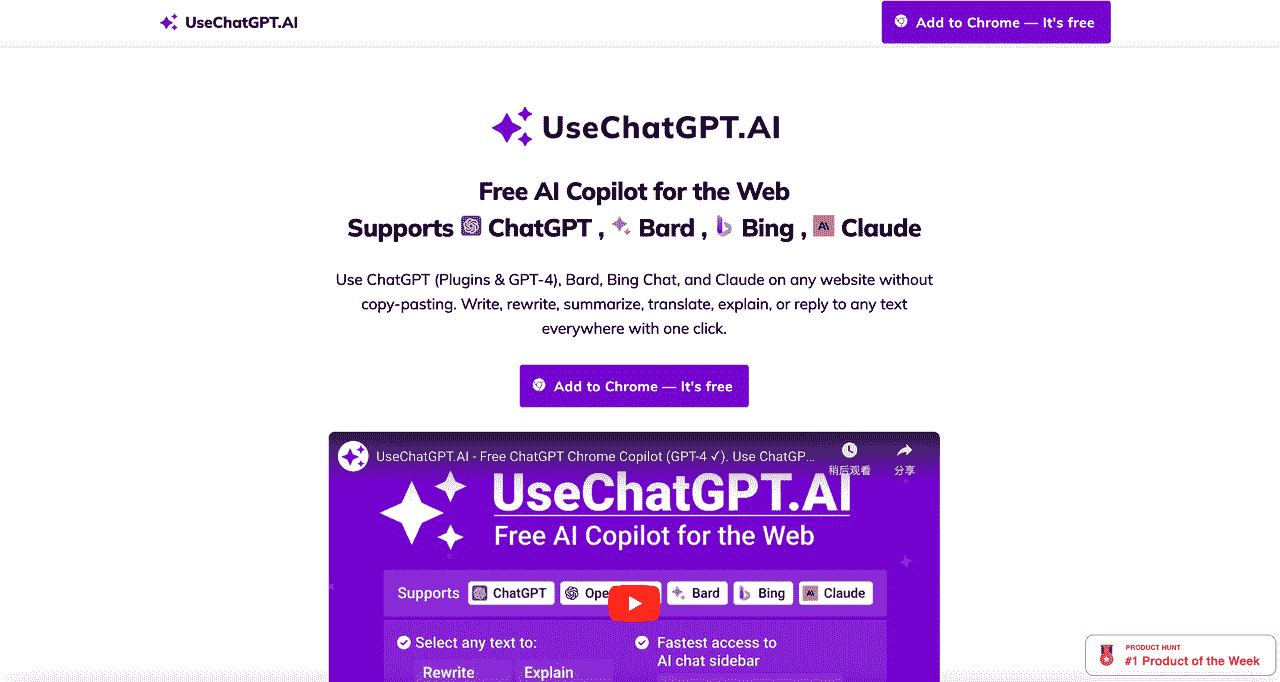 UseChatGPT.AI
Add to Chrome — It's free
UseChatGPT.AI
Free AI Copilot for the Web
Supports ChatGPT , Bard , Bing , Claude
Use ChatGPT (Plugins & GPT-4), Bard, Bing Chat, and Claude on any website without
copy-pasting. Write, rewrite, summarize, translate, explain, or reply to any text
everywhere with one click.
Add to Chrome — It's free
UseChatGPT.AI - Free ChatGPT Chrome Copilot (GPT-4 ✓). Use ChatGP...
稍后观看
分享
UseChatGPT.AI
Free AI Copilot for the Web
Supports ChatGPT Bard Bing Claude
Select any text to:
Fastest access to
AI chat sidebar
Rewrite Explain
PRODUCT HUNT
#1 Product of the Week